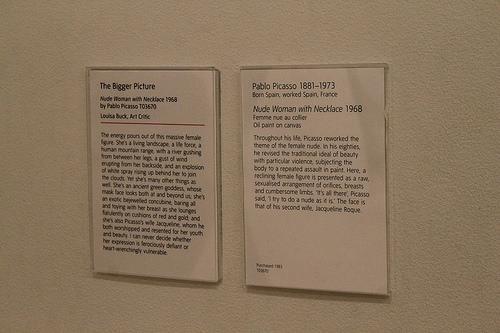 The Bigger Picture
Nude Woman with Necklace 1968
by Pablo Picasso T03670
Louisa Buck, Art Critic
The energy pours out of this massive female
figure. She's a living landscape, a life force, a
human mountain range, with a river gushing
from between her legs, a gust of wind
erupting from her backside, and an explosion
of white spray up behind her to join
the clouds. Yet she's many other things as
well. She's an ancient green goddess, whose
mask face looks both at and beyond us; she's
an exotic bejewelled concubine, baring all
and toying with her breast as she lounges
flatulently on cushions of red and gold; and
she's also Picasso's wife Jacqueline, whom he
both worshipped and resented for her youth
and beauty. I can never decide whether
her expression is ferociously defiant or
heart-wrenchingly vulnerable.
Pablo Picasso 1881–1973
Born Spain, worked Spain, France
Nude Woman with Necklace 1968
Femme nue au collier
Oil paint on canvas
Throughout his life, Picasso reworked the
theme of the female nude. In his eighties,
he revised the traditional ideal of beauty
with particular violence, subjecting the
body to a repeated assault in paint. Here, a
reclining female figure is presented as a raw,
sexualised arrangement of orifices, breasts
and cumbersome limbs. 'It's all there', Picasso
said, 'I try to do a nude as it is.' The face is
that of his second wife, Jacqueline Roque.
Purchased 1983
T03670